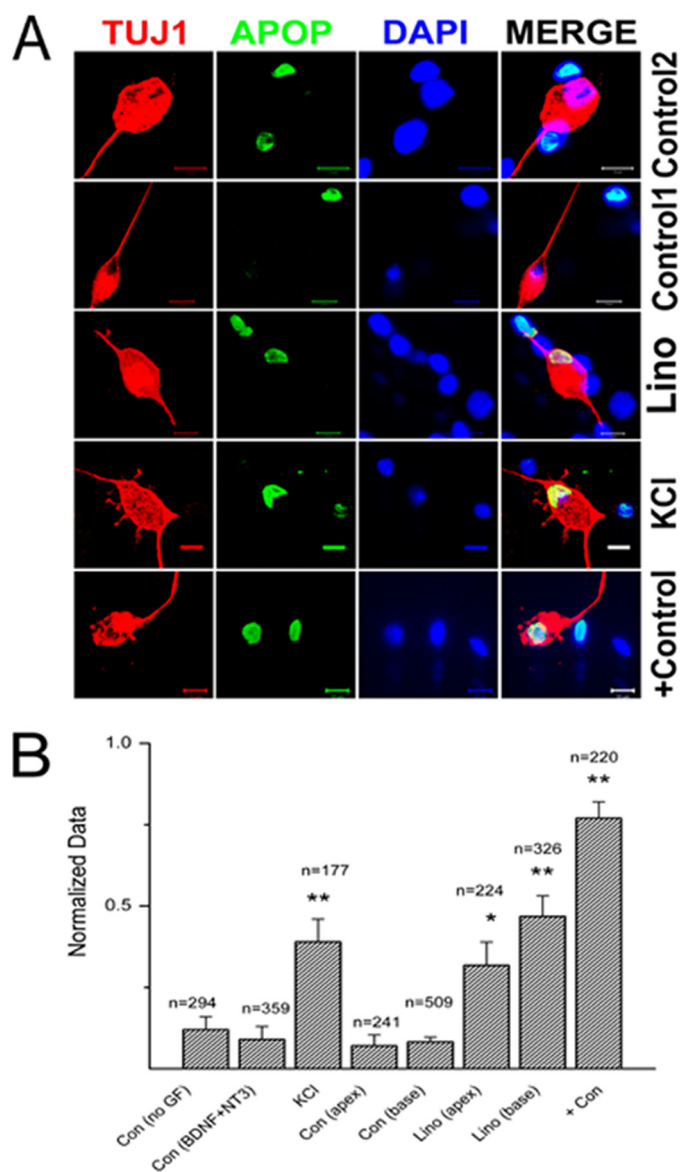 A
TUJ1 APOP DAPI MERGE
Control2
Control1
Lino
KCl
+Control
B
Normalized Data
1.0
0.5
n=294
n=359
n=177
**
n=241
n=509
n=224
*
n=326
**
n=220
**
Con (no GF)
Con (BDNF+NT3)
KCl
Con (apex)
Con (base)
Lino (apex)
Lino (base)
+ Con